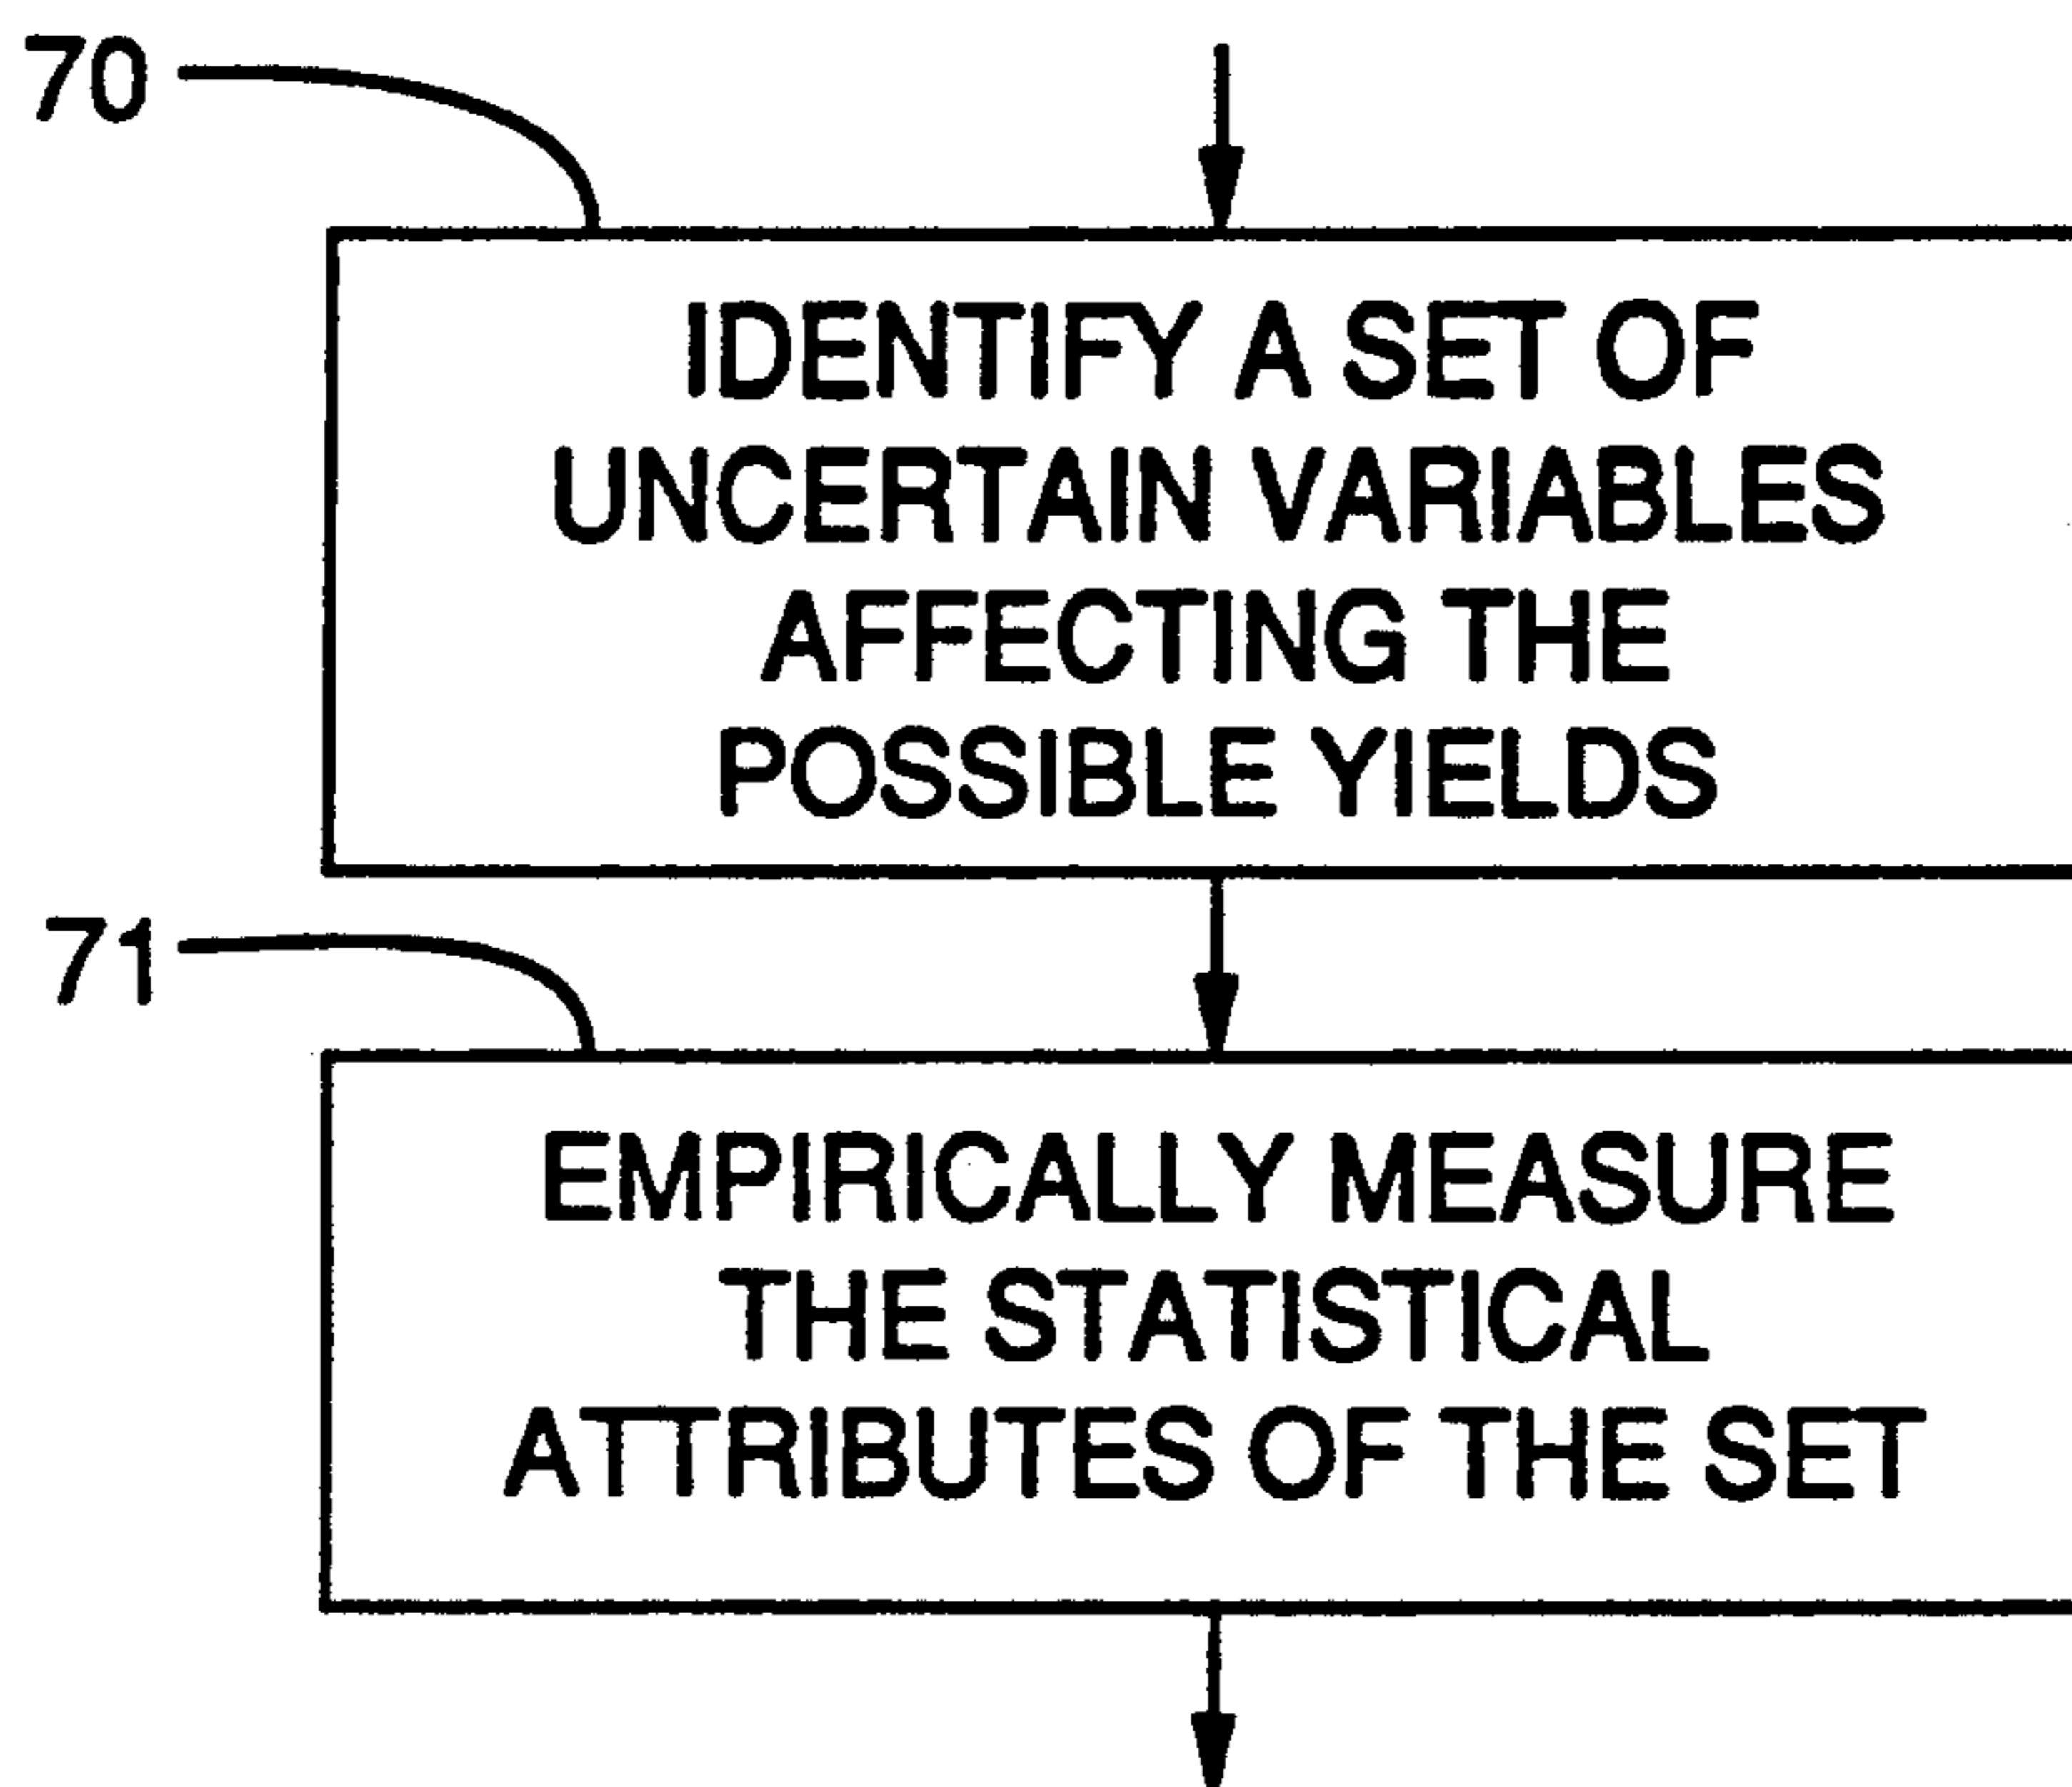 70
IDENTIFY A SET OF
UNCERTAIN VARIABLES
AFFECTING THE
POSSIBLE YIELDS
71
EMPIRICALLY MEASURE
THE STATISTICAL
ATTRIBUTES OF THE SET